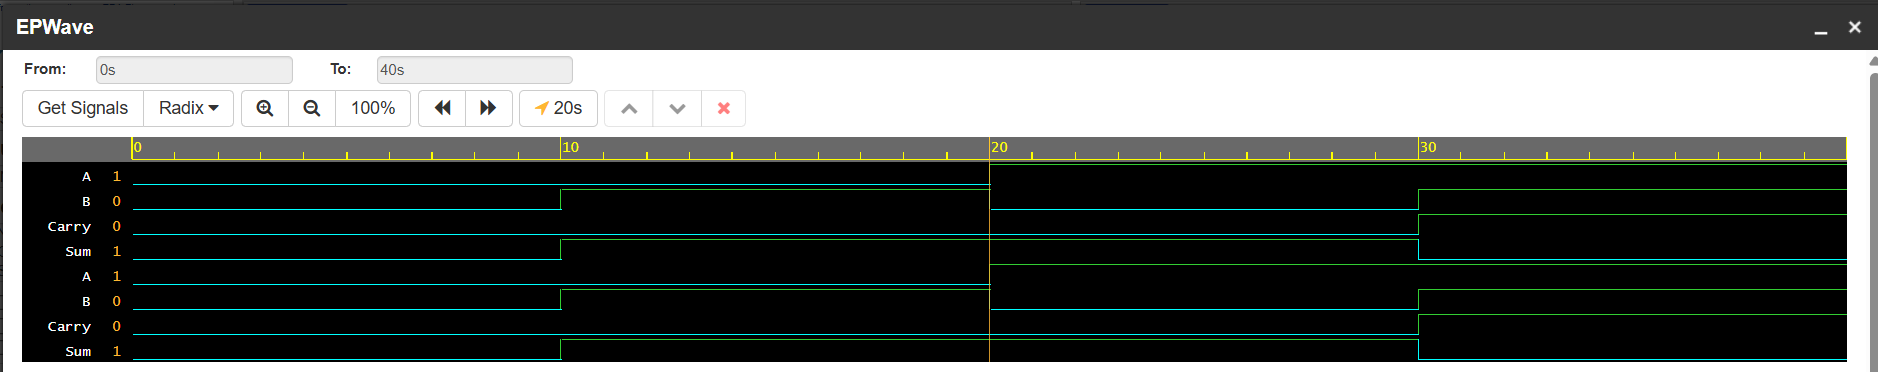 EPWave
From: 0s To: 40s
Get Signals Radix 100% 20s
0 10 20 30
A 1
B 0
Carry 0
Sum 1
A 1
B 0
Carry 0
Sum 1